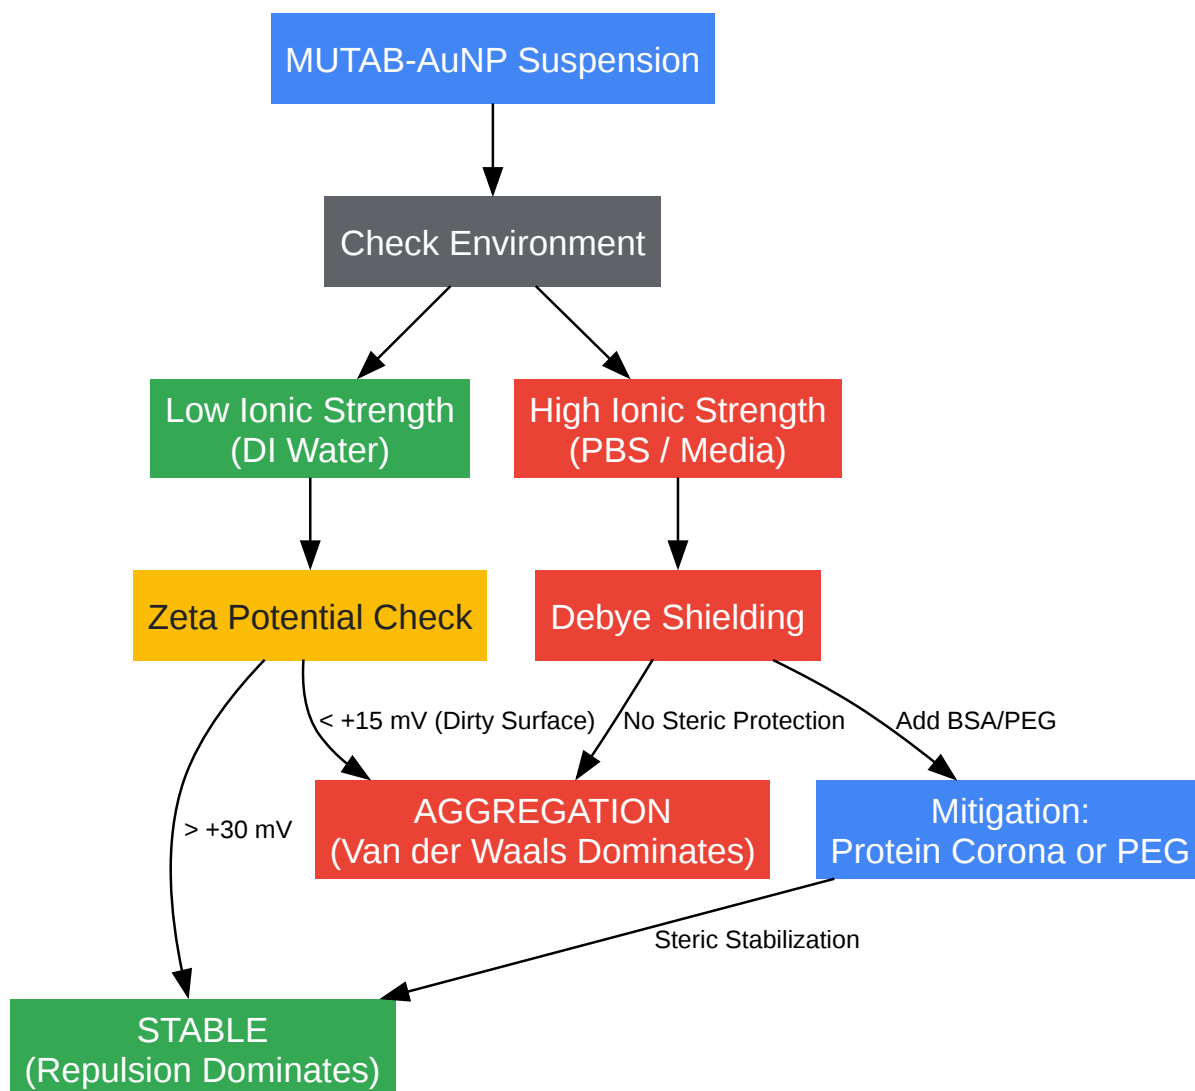 MUTAB-AuNP Suspension
Check Environment
Low Ionic Strength
(DI Water)
High Ionic Strength
(PBS / Media)
Zeta Potential Check
Debye Shielding
< +15 mV (Dirty Surface)
No Steric Protection
Add BSA/PEG
AGGREGATION
(Van der Waals Dominates)
Mitigation:
Protein Corona or PEG
> +30 mV
Steric Stabilization
STABLE
(Repulsion Dominates)